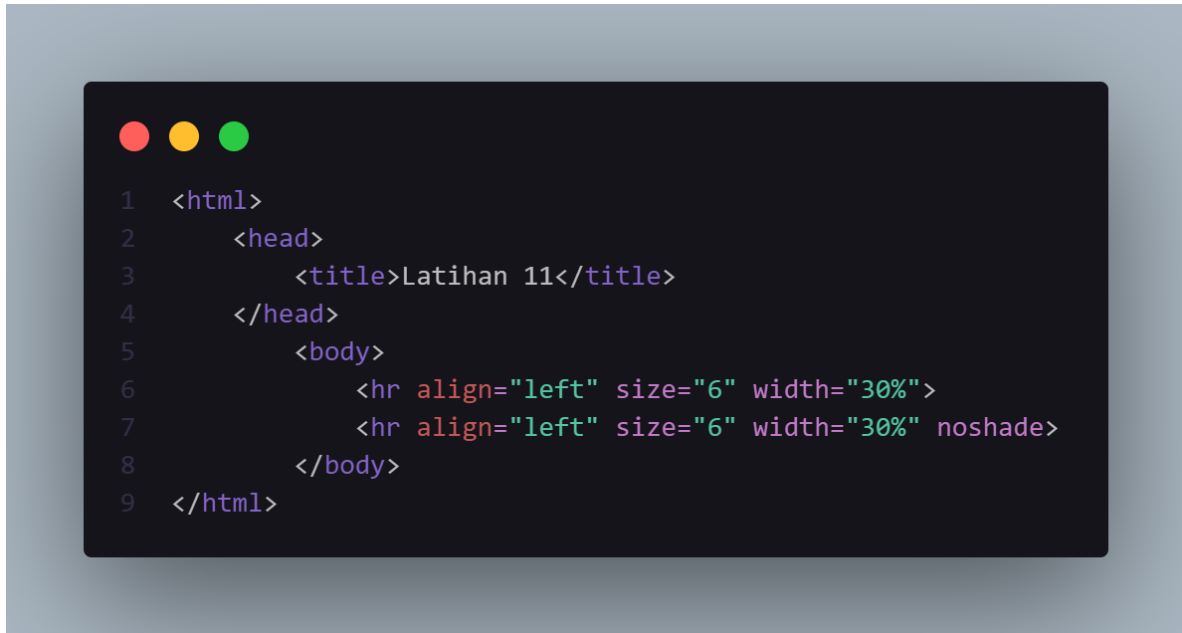 1 <html>
2 <head>
3 <title>Latihan 11</title>
4 </head>
5 <body>
6 <hr align="left" size="6" width="30%">
7 <hr align="left" size="6" width="30%" noshade>
8 </body>
9 </html>